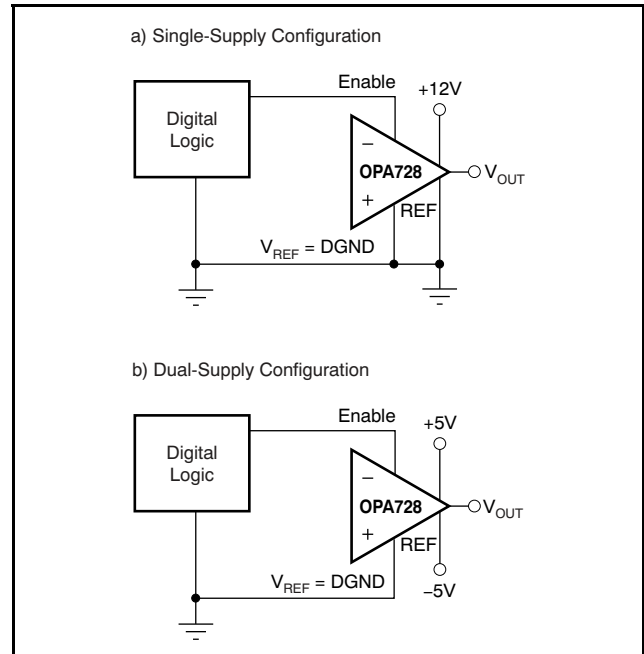 a) Single-Supply Configuration
Enable
+12V
Digital
Logic
−
OPA728
+
REF
V_OUT
V_REF = DGND
b) Dual-Supply Configuration
Enable
+5V
Digital
Logic
−
OPA728
+
REF
V_OUT
V_REF = DGND
−5V